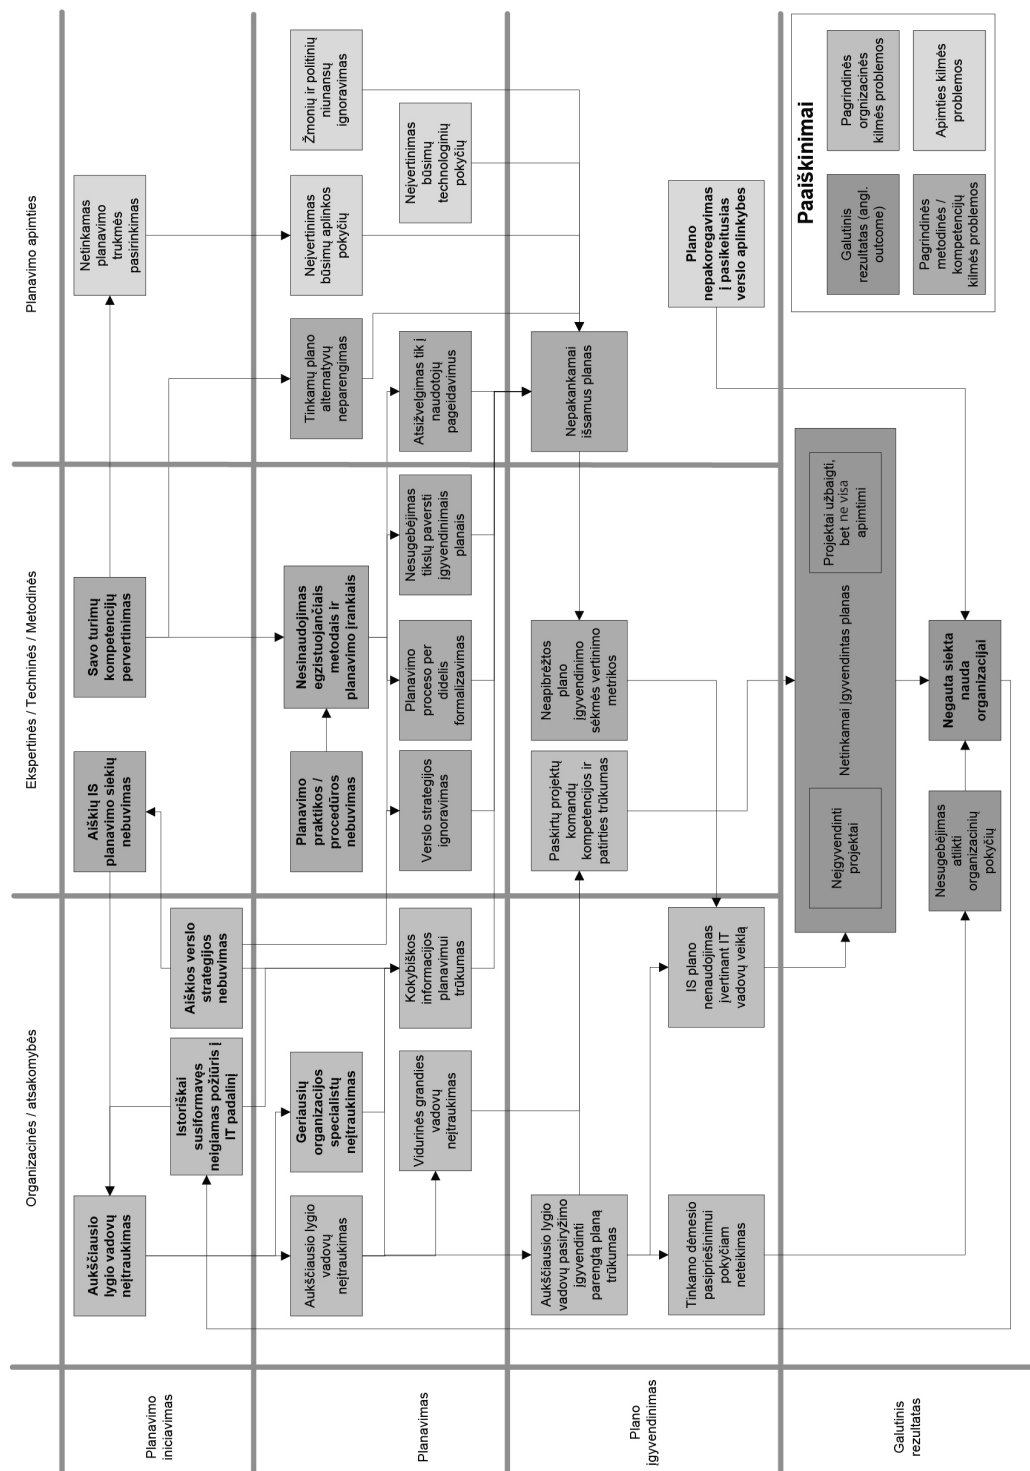 Organizacinės / atsakomybės
Ekspertinės / Techninės / Metodinės
Planavimo apimties
Planavimo
iniciavimas
Aukščiausio
lygio vadovų
neįtraukimas
Istoriškai
susiformavęs
neigiamas požiūris į
IT padalinį
Aiškios verslo
strategijos
nebuvimas
Aiškių IS
planavimo siekių
nebuvimas
Savo turimų
kompetencijų
pervertinimas
Netinkamas
planavimo
trukmės
pasirinkimas
Planavimas
Aukščiausio lygio
vadovų
neįtraukimas
Geriausių
organizacijos
specialistų
neįtraukimas
Planavimo
praktikos /
procedūros
nebuvimas
Nesinaudojimas
egzistuojančiais
metodais ir
planavimo įrankiais
Tinkamų plano
alternatyvų
neparengimas
Neįvertinimas
būsimų aplinkos
pokyčių
Žmonių ir politinių
niunansų
ignoravimas
Vidurinės grandies
vadovų
neįtraukimas
Kokybiškos
informacijos
planavimui
trūkumas
Verslo strategijos
ignoravimas
Planavimo
proceso per
didelis
formalizavimas
Nesugebėjimas
tikslų paversti
įgyvendinimais
planais
Atsižvelgimas tik į
naudotojų
pageidavimus
Neįvertinimas
būsimų
technologinių
pokyčių
Plano
įgyvendinimas
Aukščiausio lygio
vadovų pasiryžimo
įgyvendinti
parengtą planą
trūkumas
Paskirtų projektų
komandų
kompetencijos ir
patirties trūkumas
Neapibrėžtos
plano
įgyvendinimo
sėkmės vertinimo
metrikos
Nepakankamai
išsamus planas
Tinkamo dėmesio
pasipriešinimui
pokyčiam
neteikimas
IS plano
nenaudojimas
įvertinant IT
vadovų veiklą
Plano
nepakoregavimas
į pasikeitusias
verslo aplinkybes
Galutinis
rezultatas
Neįgyvendinti
projektai
Netinkamai įgyvendintas planas
Projektai užbaigti,
bet ne visa
apimtimi
Nesugebėjimas
atlikti
organizacinių
pokyčių
Negauta siekta
nauda
organizacijai
Paaiškinimai
Galutinis
rezultatas (angl.
outcome)
Pagrindinės
orgnizacinės
kilmės problemos
Pagrindinės
metodinės /
kompetencijų
kilmės problemos
Apimties kilmės
problemos